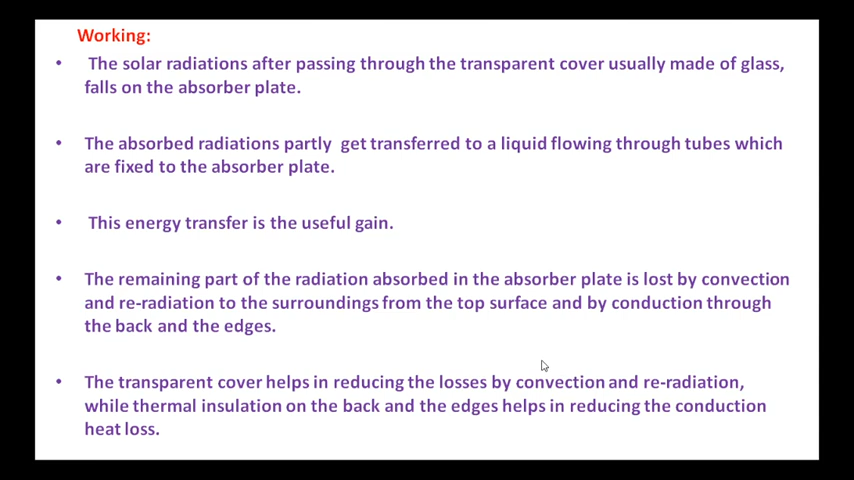 Working:
• The solar radiations after passing through the transparent cover usually made of glass,
falls on the absorber plate.
• The absorbed radiations partly get transferred to a liquid flowing through tubes which
are fixed to the absorber plate.
• This energy transfer is the useful gain.
• The remaining part of the radiation absorbed in the absorber plate is lost by convection
and re-radiation to the surroundings from the top surface and by conduction through
the back and the edges.
• The transparent cover helps in reducing the losses by convection and re-radiation,
while thermal insulation on the back and the edges helps in reducing the conduction
heat loss.